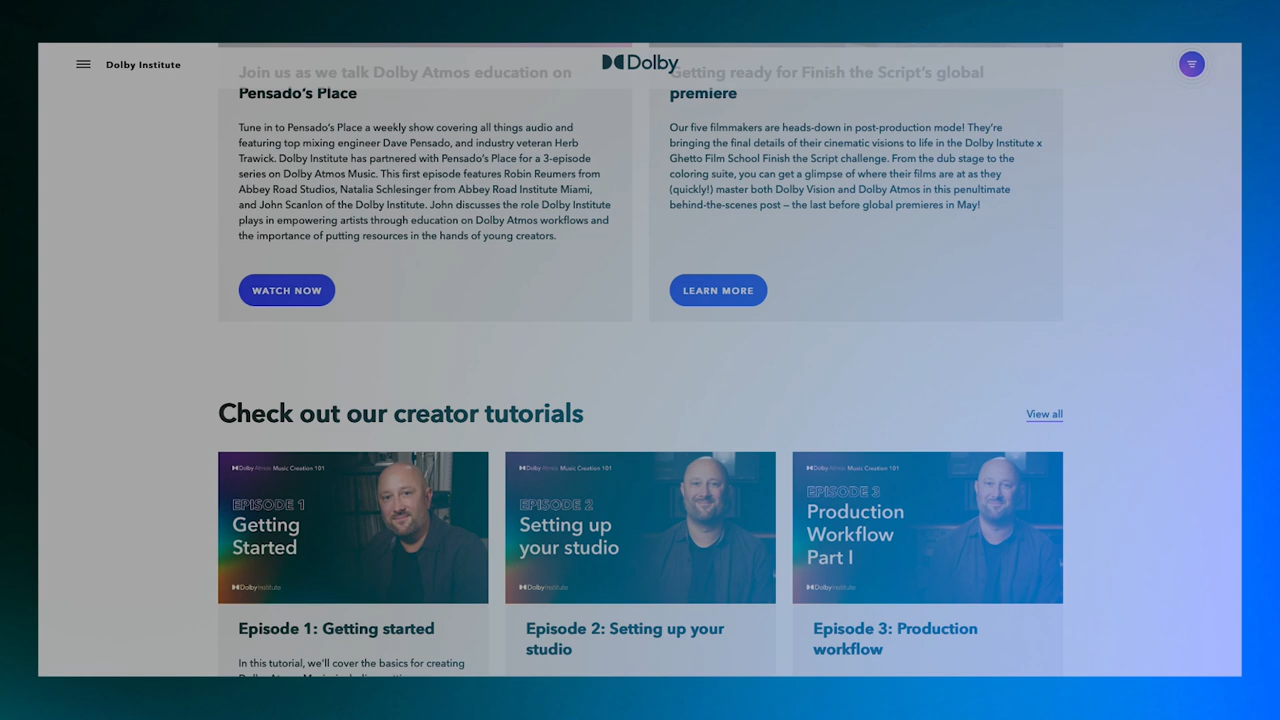 Dolby Institute
Dolby
Join us as we talk Dolby Atmos education on
Pensado's Place
Tune in to Pensado's Place a weekly show covering all things audio and
featuring top mixing engineer Dave Pensado, and industry veteran Herb
Trawick. Dolby Institute has partnered with Pensado's Place for a 3-episode
series on Dolby Atmos Music. This first episode features Robin Reumers from
Abbey Road Studios, Natalia Schlesinger from Abbey Road Institute Miami,
and John Scanlon of the Dolby Institute. John discusses the role Dolby Institute
plays in empowering artists through education on Dolby Atmos workflows and
the importance of putting resources in the hands of young creators.
WATCH NOW
Getting ready for Finish the Script's global
premiere
Our five filmmakers are heads-down in post-production mode! They're
bringing the final details of their cinematic visions to life in the Dolby Institute x
Ghetto Film School Finish the Script challenge. From the dub stage to the
coloring suite, you can get a glimpse of where their films are at as they
(quickly!) master both Dolby Vision and Dolby Atmos in this penultimate
behind-the-scenes post – the last before global premieres in May!
LEARN MORE
Check out our creator tutorials
View all
Dolby Atmos Music Creation 101
EPISODE 1
Getting
Started
Dolby Institute
Episode 1: Getting started
In this tutorial, we'll cover the basics for creating
Dolby Atmos Music Creation 101
EPISODE 2
Setting up
your studio
Dolby Institute
Episode 2: Setting up your
studio
Dolby Atmos Music Creation 101
EPISODE 3
Production
Workflow
Part I
Dolby Institute
Episode 3: Production
workflow